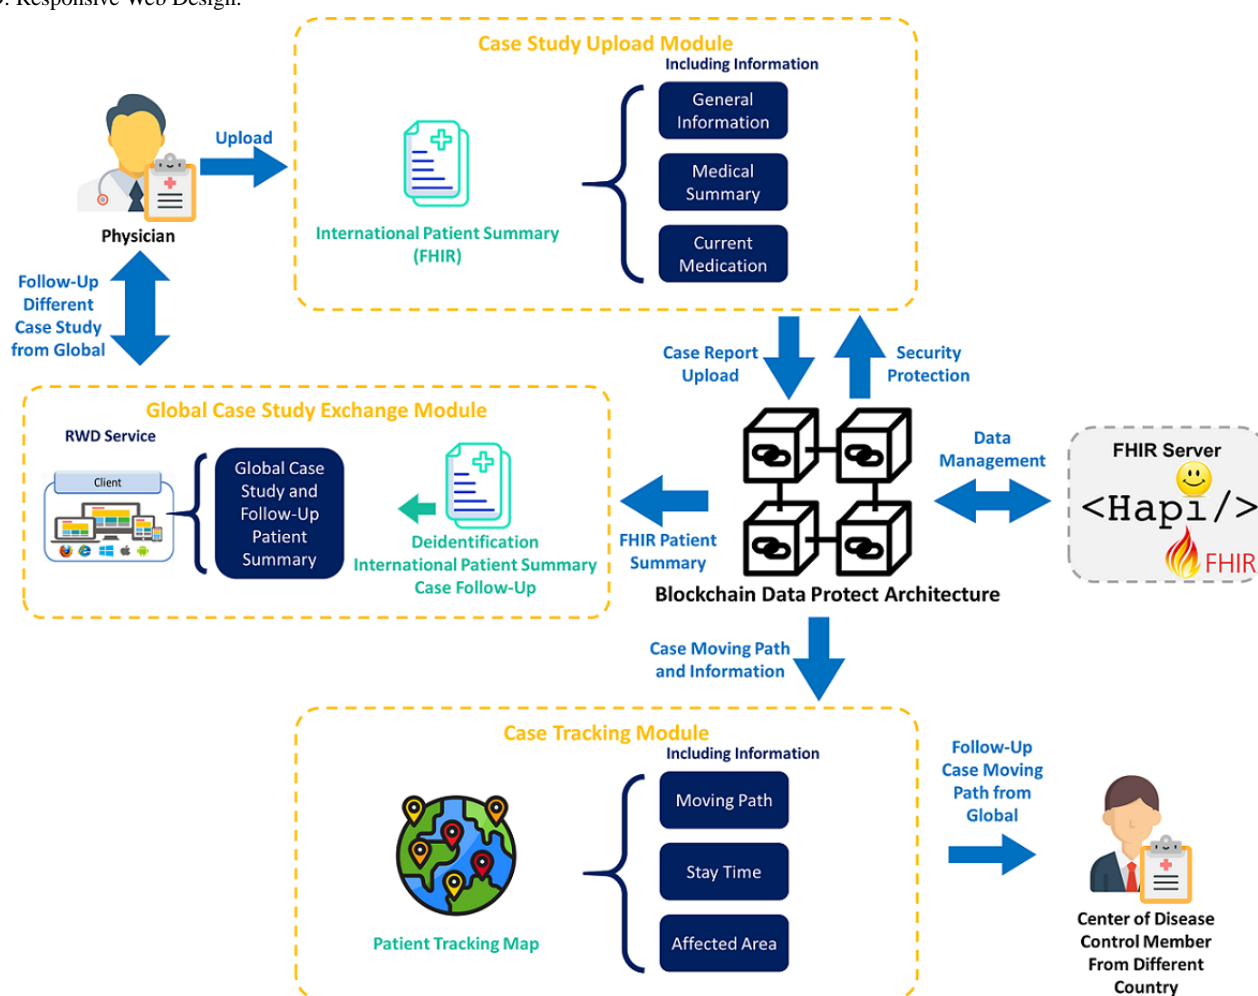 : Responsive Web Design.
Case Study Upload Module
Including Information
General
Information
Medical
Summary
Current
Medication
International Patient Summary
(FHIR)
Upload
Physician
Follow-Up
Different
Case Study
from Global
Case Report
Upload
Security
Protection
Global Case Study Exchange Module
RWD Service
Client
Global Case
Study and
Follow-Up
Patient
Summary
Deidentification
International Patient Summary
Case Follow-Up
FHIR Patient
Summary
Blockchain Data Protect Architecture
Data
Management
FHIR Server
<Hapi/>
FHIR
Case Moving Path
and Information
Case Tracking Module
Including Information
Moving Path
Stay Time
Affected Area
Patient Tracking Map
Follow-Up
Case Moving
Path from
Global
Center of Disease
Control Member
From Different
Country